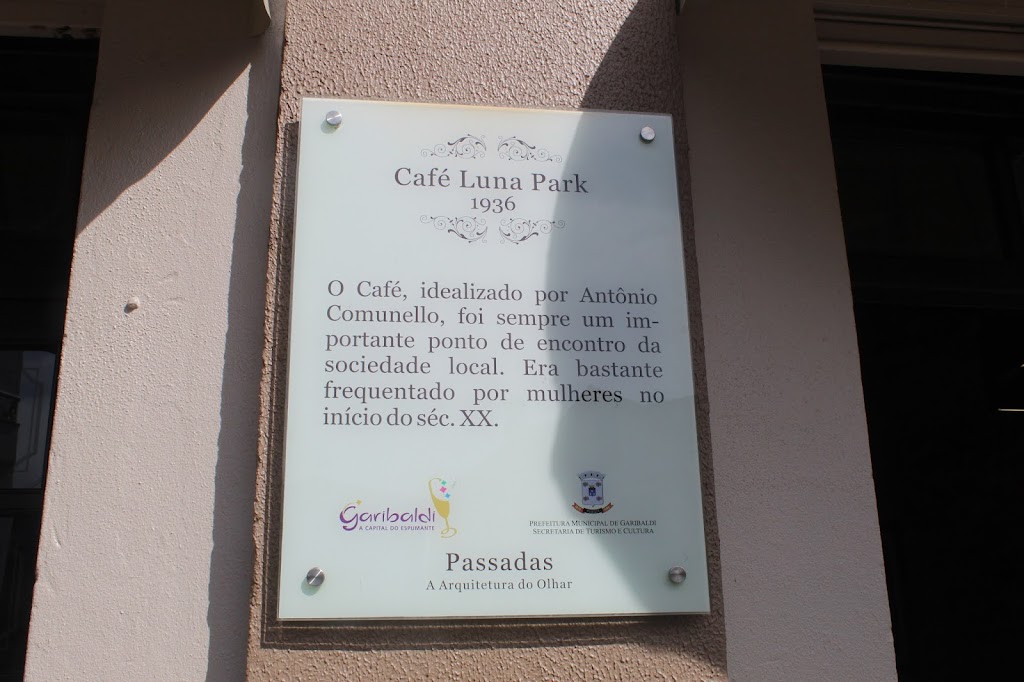 Café Luna Park
1936
O Café, idealizado por Antônio
Comunello, foi sempre um im-
portante ponto de encontro da
sociedade local. Era bastante
frequentado por mulheres no
início do séc. XX.
Garibaldi
A CAPITAL DO ESPUMANTE
PREFEITURA MUNICIPAL DE GARIBALDI
SECRETARIA DE TURISMO E CULTURA
Passadas
A Arquitetura do Olhar